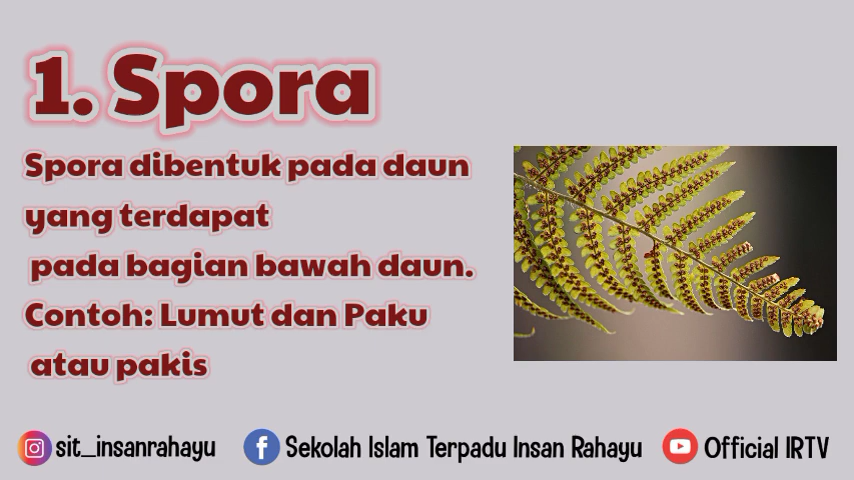 1. Spora
Spora dibentuk pada daun
yang terdapat
pada bagian bawah daun.
Contoh: Lumut dan Paku
atau pakis
sit_insanrahayu Sekolah Islam Terpadu Insan Rahayu Official IRTV